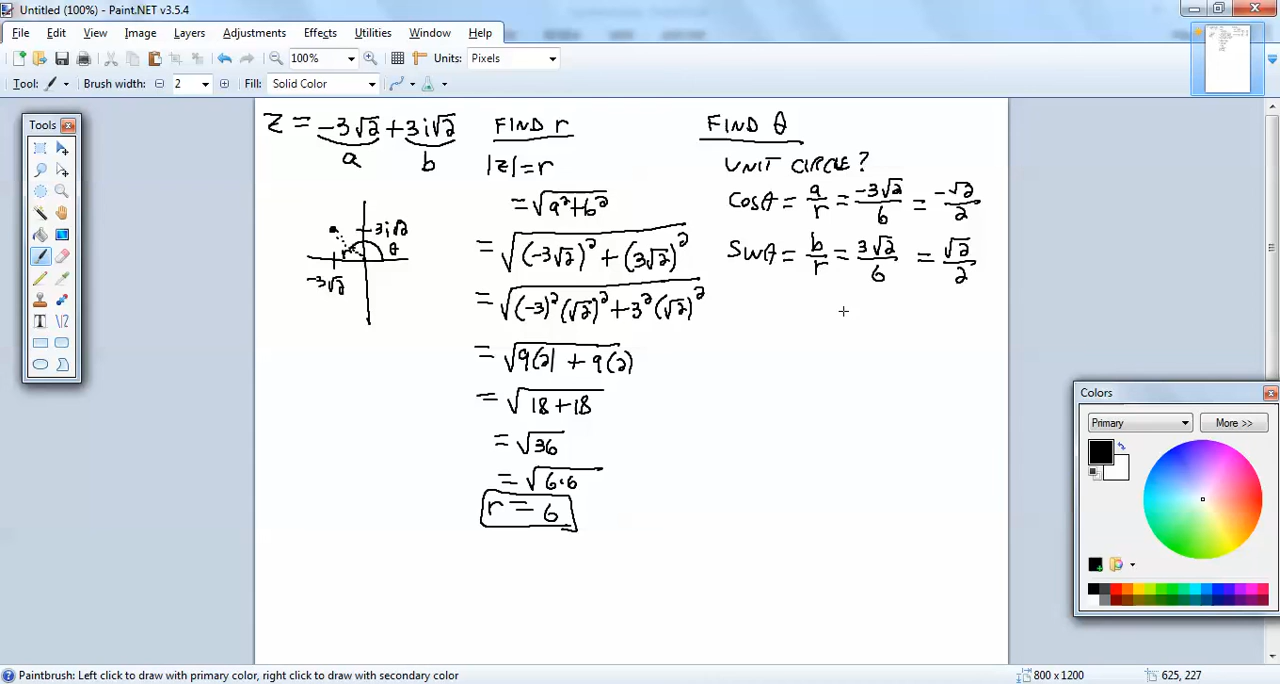 Untitled (100%) - Paint.NET v3.5.4
File Edit View Image Layers Adjustments Effects Utilities Window Help
100% Units: Pixels
Tool: Brush width: 2 Fill: Solid Color
Tools
z = -3√2 + 3i√2
a b
3i√2
θ
-3√2
FIND r
|z| = r
= √a²+b²
= √(-3√2)² + (3√2)²
= √(-3)²(√2)² + 3²(√2)²
= √9(2) + 9(2)
= √18+18
= √36
= √6·6
r = 6
FIND θ
UNIT CIRCLE?
COSθ = a/r = -3√2/6 = -√2/2
SINθ = b/r = 3√2/6 = √2/2
Colors
Primary More >>
Paintbrush: Left click to draw with primary color, right click to draw with secondary color
800 x 1200 625, 227